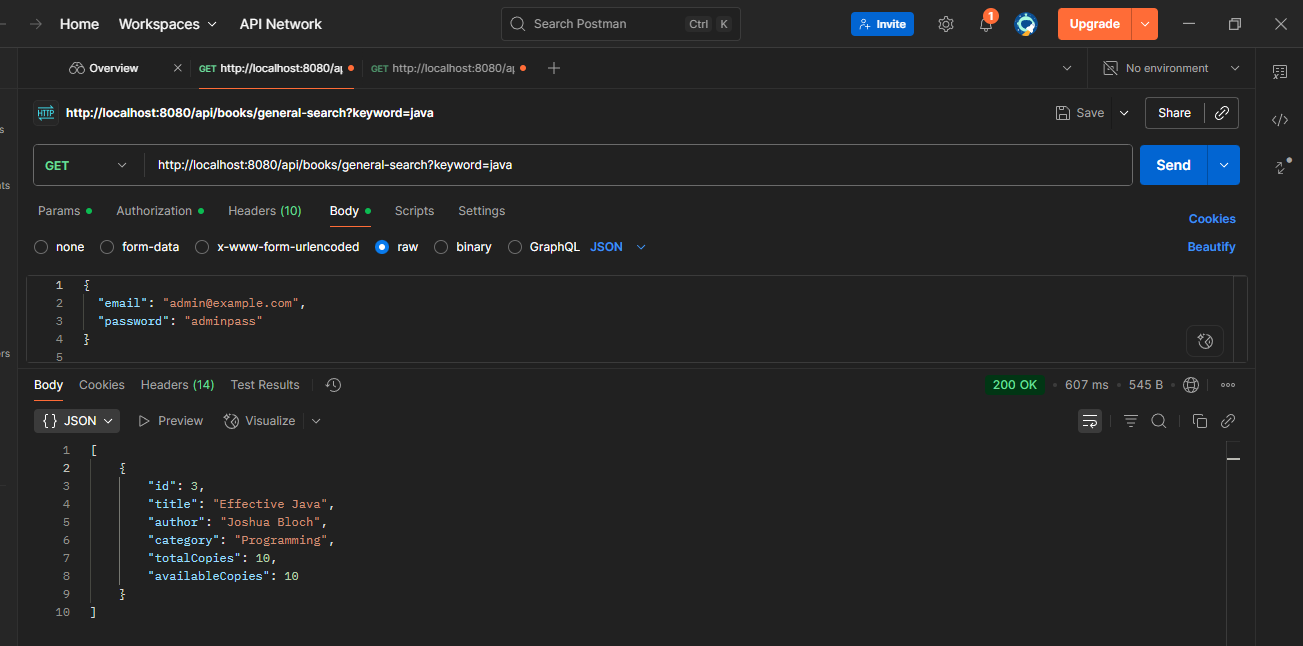 Home Workspaces API Network Search Postman Ctrl K Invite 1 Upgrade
Overview GET http://localhost:8080/ap GET http://localhost:8080/ap No environment
HTTP http://localhost:8080/api/books/general-search?keyword=java Save Share
GET http://localhost:8080/api/books/general-search?keyword=java Send
Params Authorization Headers (10) Body Scripts Settings Cookies
none form-data x-www-form-urlencoded raw binary GraphQL JSON Beautify
1 {
2 "email": "admin@example.com",
3 "password": "adminpass"
4 }
5
Body Cookies Headers (14) Test Results 200 OK • 607 ms • 545 B
{} JSON Preview Visualize
1 [
2 {
3 "id": 3,
4 "title": "Effective Java",
5 "author": "Joshua Bloch",
6 "category": "Programming",
7 "totalCopies": 10,
8 "availableCopies": 10
9 }
10 ]